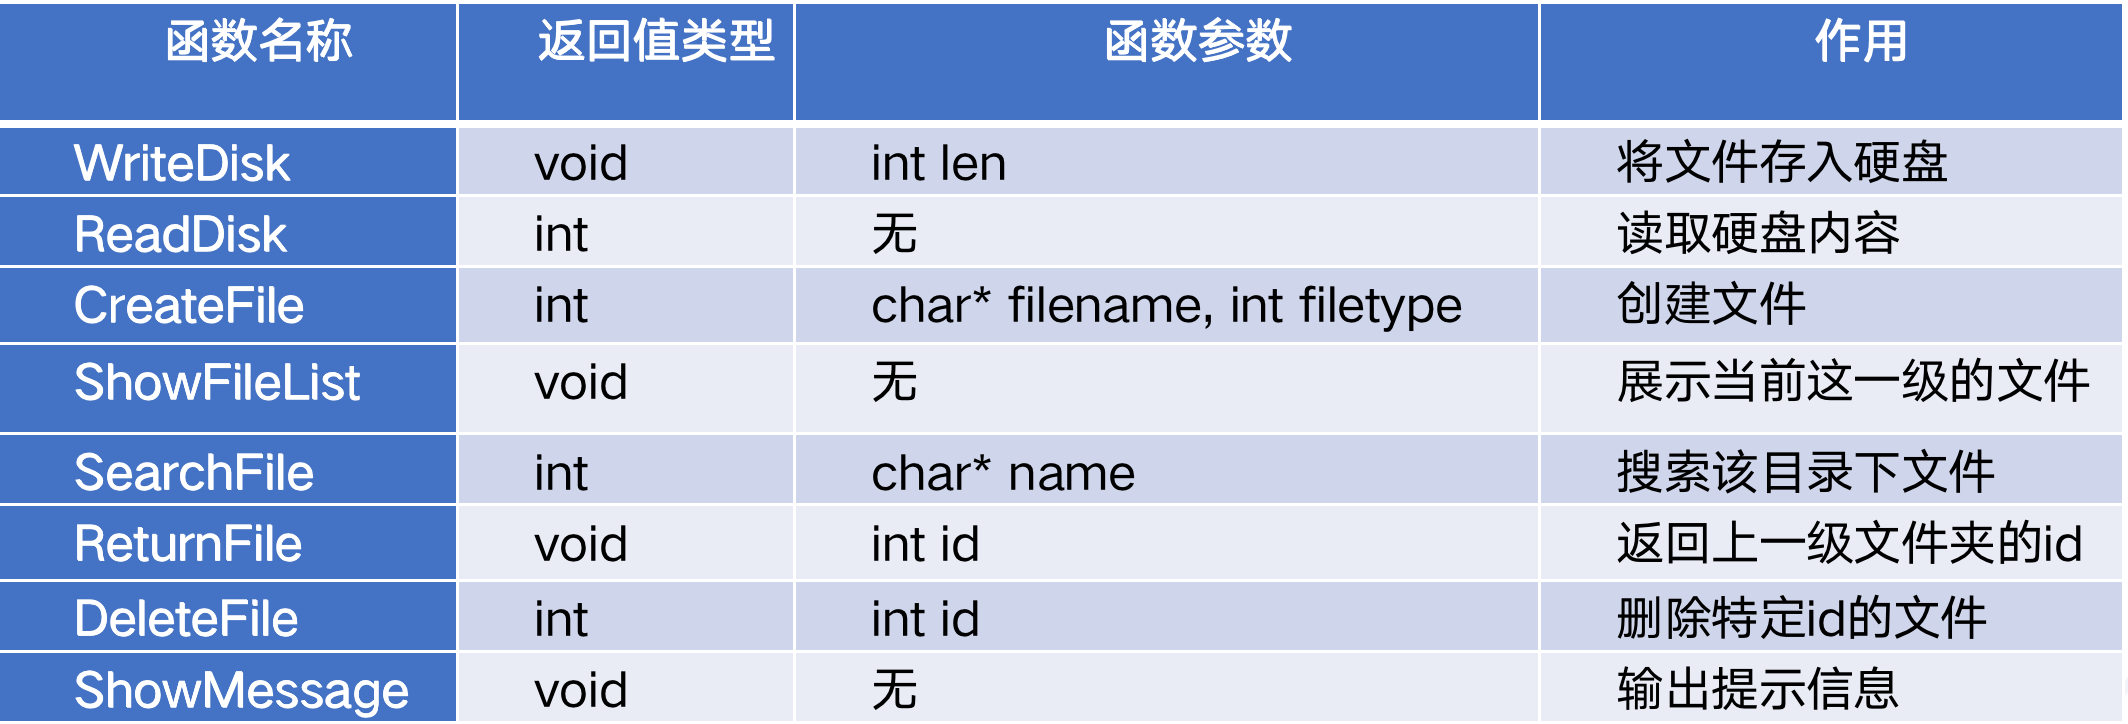 函数名称 返回值类型 函数参数 作用
WriteDisk void int len 将文件存入硬盘
ReadDisk int 无 读取硬盘内容
CreateFile int char* filename, int filetype 创建文件
ShowFileList void 无 展示当前这一级的文件
SearchFile int char* name 搜索该目录下文件
ReturnFile void int id 返回上一级文件夹的id
DeleteFile int int id 删除特定id的文件
ShowMessage void 无 输出提示信息